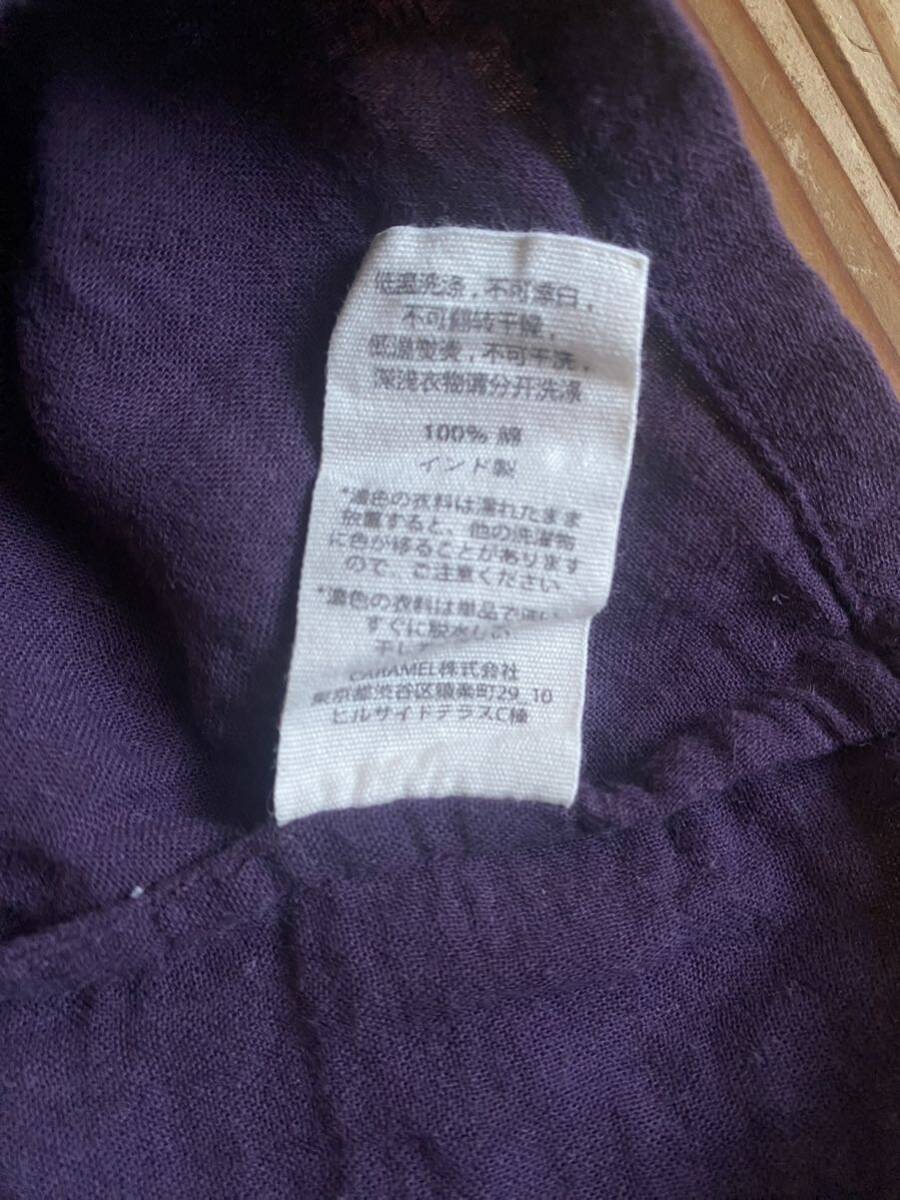 低温洗涤,不可漂白,
不可翻转干燥,
低温熨烫,不可干洗,
深浅衣物请分开洗涤
100% 綿
インド製
*濃色の衣料は濡れたまま
放置すると、他の洗濯物
に色が移ることがあります
ので、ご注意ください
*濃色の衣料は単品で洗い、
すぐに脱水し
干し
CARAMEL株式会社
東京都渋谷区猿楽町29_10
ヒルサイドテラスC棟